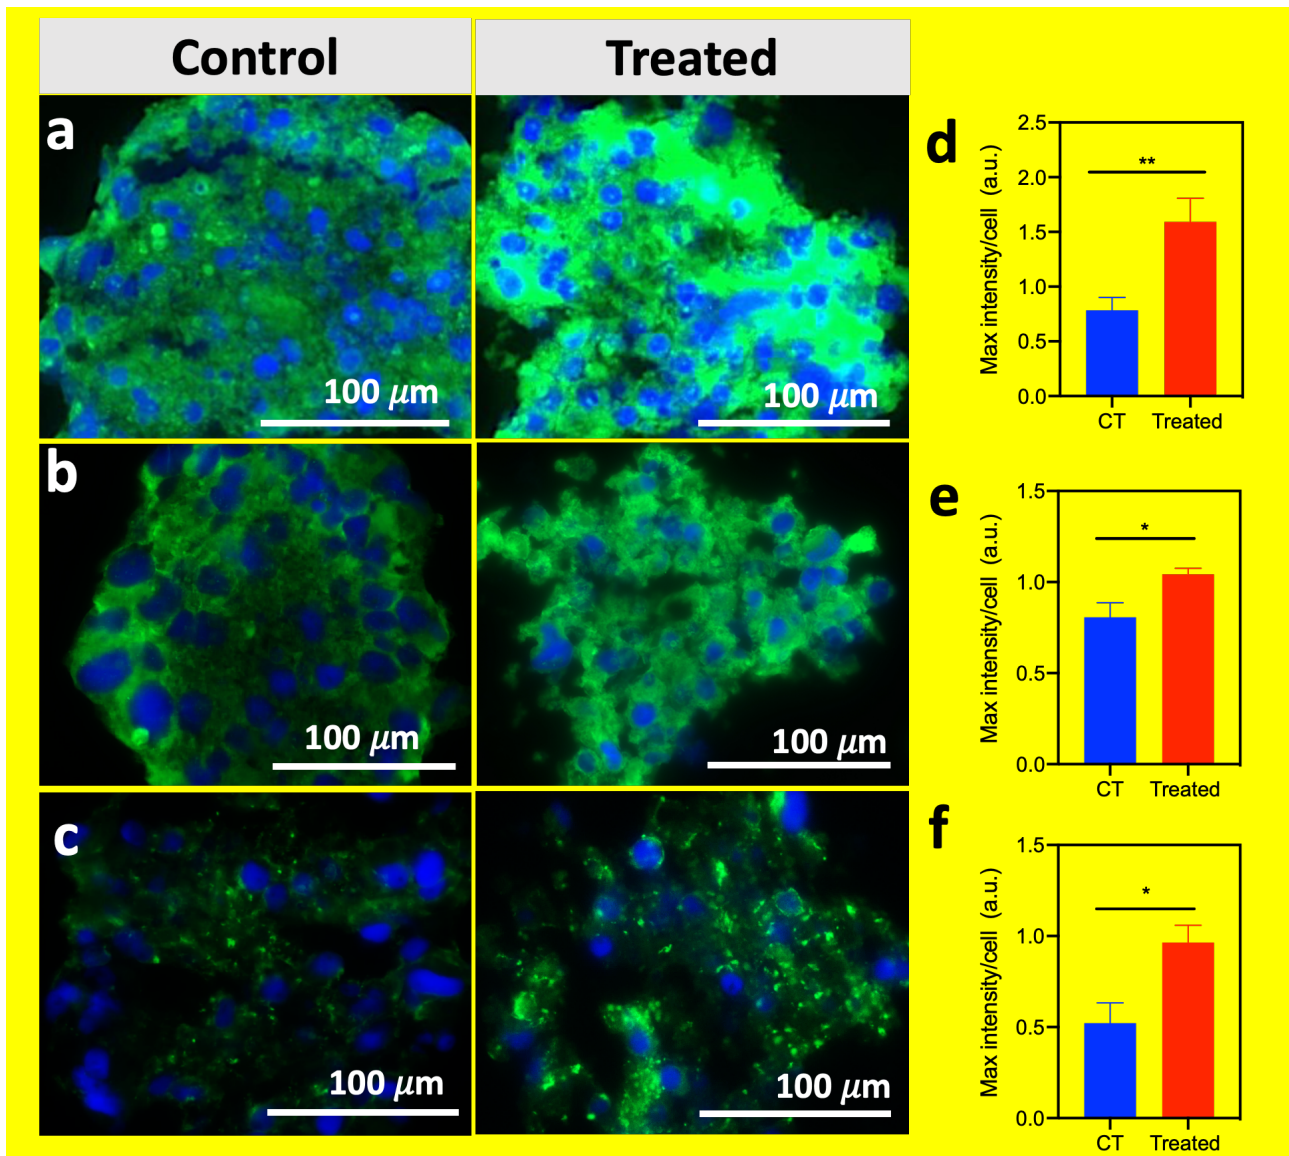 Control
Treated
a
100 μm
100 μm
b
100 μm
100 μm
c
100 μm
100 μm
d
Max intensity/cell (a.u.)
2.5
2.0
1.5
1.0
0.5
0.0
**
CT
Treated
e
Max intensity/cell (a.u.)
1.5
1.0
0.5
0.0
*
CT
Treated
f
Max intensity/cell (a.u.)
1.5
1.0
0.5
0.0
*
CT
Treated